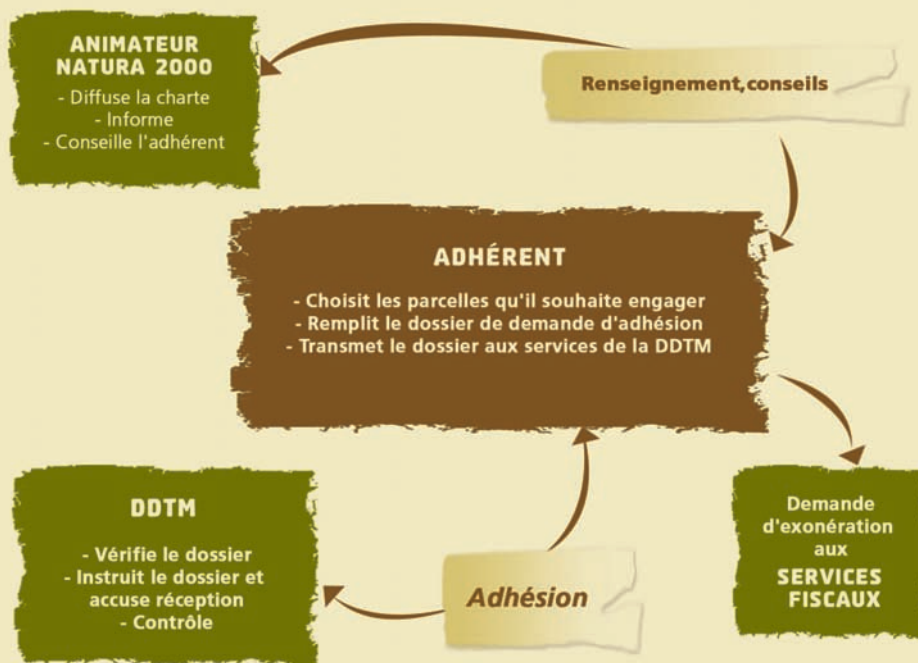 ANIMATEUR
NATURA 2000
- Diffuse la charte
- Informe
- Conseille l'adhérent
Renseignement,conseils
ADHÉRENT
- Choisit les parcelles qu'il souhaite engager
- Remplit le dossier de demande d'adhésion
- Transmet le dossier aux services de la DDTM
DDTM
- Vérifie le dossier
- Instruit le dossier et
accuse réception
- Contrôle
Adhésion
Demande
d'exonération
aux
SERVICES
FISCAUX